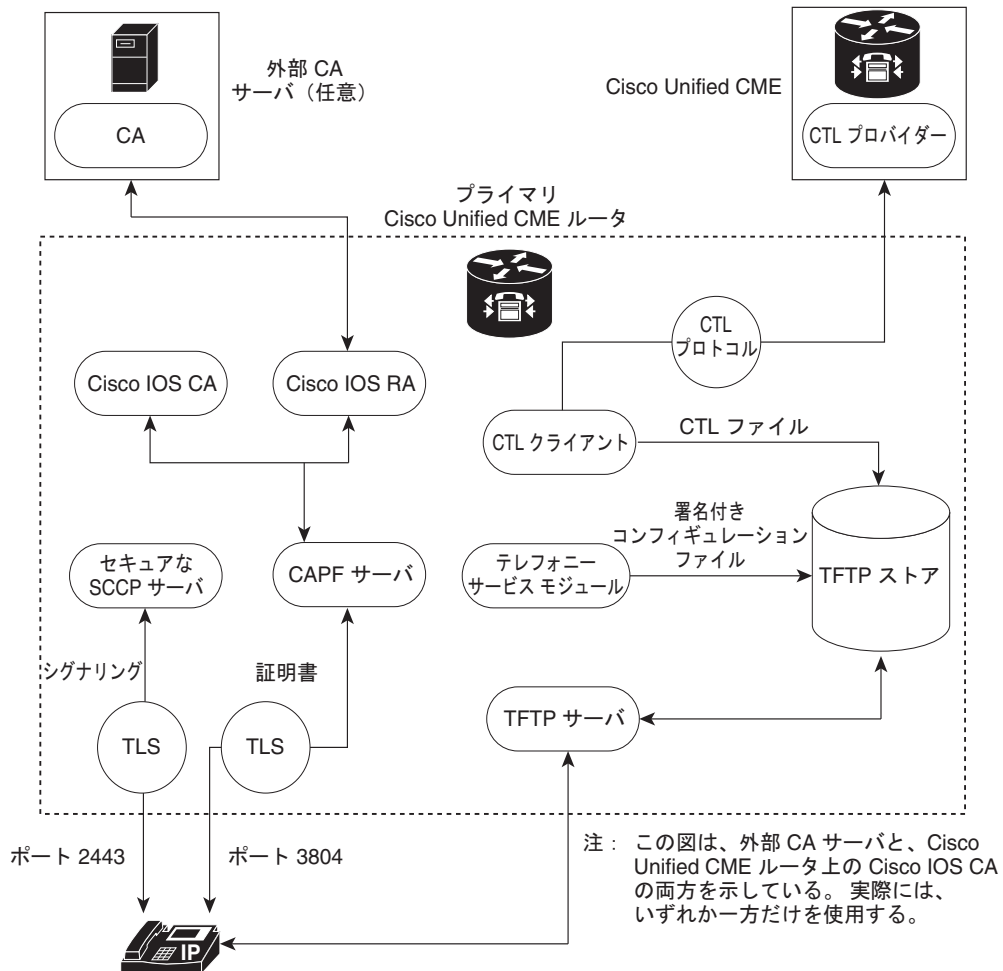 外部 CA
サーバ（任意）
CA
Cisco Unified CME
CTL プロバイダー
プライマリ
Cisco Unified CME ルータ
CTL
プロトコル
Cisco IOS CA
Cisco IOS RA
CTL クライアント
CTL ファイル
署名付き
コンフィギュレーション
ファイル
セキュアな
SCCP サーバ
CAPF サーバ
テレフォニー
サービス モジュール
TFTP ストア
シグナリング
証明書
TLS
TLS
TFTP サーバ
ポート 2443
ポート 3804
IP
注： この図は、外部 CA サーバと、Cisco
Unified CME ルータ上の Cisco IOS CA
の両方を示している。 実際には、
いずれか一方だけを使用する。